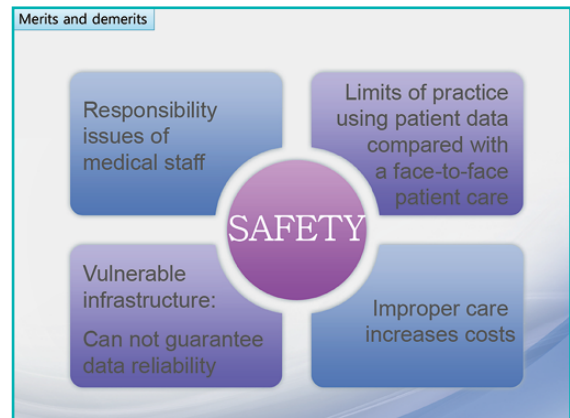 Merits and demerits
Responsibility
issues of
medical staff
Limits of practice
using patient data
compared with
a face-to-face
patient care
SAFETY
Vulnerable
infrastructure:
Can not guarantee
data reliability
Improper care
increases costs